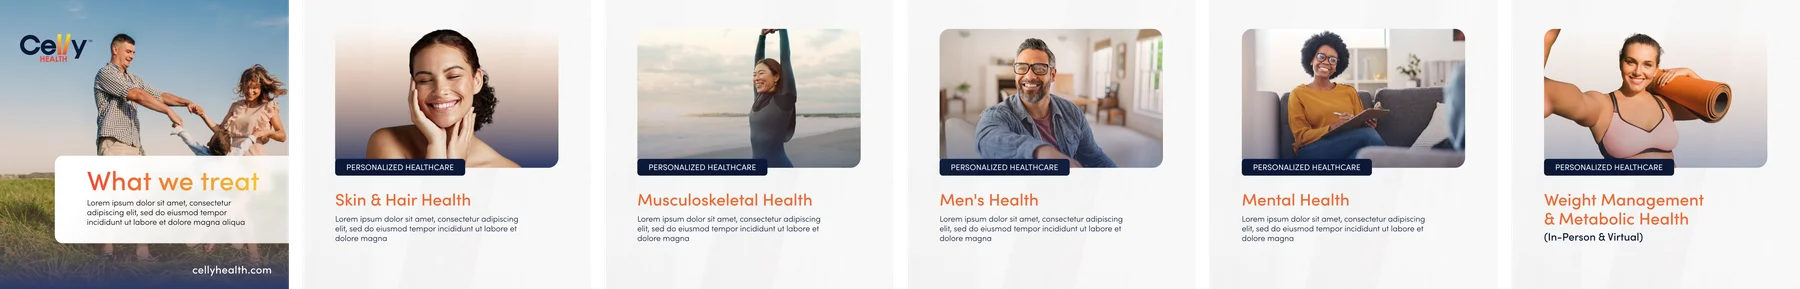 Celly™
HEALTH
What we treat
Lorem ipsum dolor sit amet, consectetur
adipiscing elit, sed do eiusmod tempor
incididunt ut labore et dolore magna aliqua
cellyhealth.com
PERSONALIZED HEALTHCARE
Skin & Hair Health
Lorem ipsum dolor sit amet, consectetur adipiscing
elit, sed do eiusmod tempor incididunt ut labore et
dolore magna
PERSONALIZED HEALTHCARE
Musculoskeletal Health
Lorem ipsum dolor sit amet, consectetur adipiscing
elit, sed do eiusmod tempor incididunt ut labore et
dolore magna
PERSONALIZED HEALTHCARE
Men's Health
Lorem ipsum dolor sit amet, consectetur adipiscing
elit, sed do eiusmod tempor incididunt ut labore et
dolore magna
PERSONALIZED HEALTHCARE
Mental Health
Lorem ipsum dolor sit amet, consectetur adipiscing
elit, sed do eiusmod tempor incididunt ut labore et
dolore magna
PERSONALIZED HEALTHCARE
Weight Management
& Metabolic Health
(In-Person & Virtual)